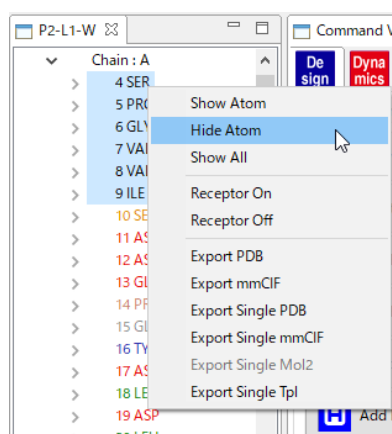 P2-L1-W
Command
Chain : A
De
sign
Dyna
mics
4 SER
5 PR
6 GL
7 VA
8 VA
9 ILE
10 SE
11 AS
12 AS
13 GL
14 PR
15 GL
16 TY
17 AS
18 LE
19 ASP
Show Atom
Hide Atom
Show All
Receptor On
Receptor Off
Export PDB
Export mmCIF
Export Single PDB
Export Single mmCIF
Export Single Mol2
Export Single Tpl
H Add